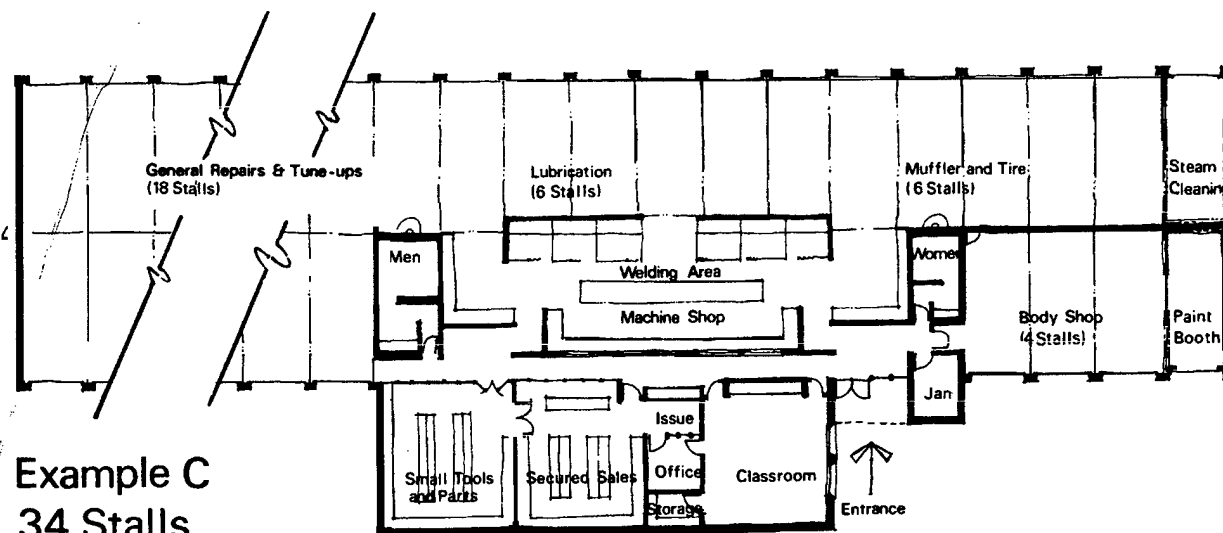 General Repairs & Tune-ups
(18 Stalls)
Lubrication
(6 Stalls)
Muffler and Tire
(6 Stalls)
Steam
Cleaning
Men
Welding Area
Machine Shop
Women
Body Shop
(4 Stalls)
Paint
Booth
Jan
Issue
Office
Storage
Small Tools
and Parts
Secured Sales
Classroom
Entrance
Example C
34 Stalls